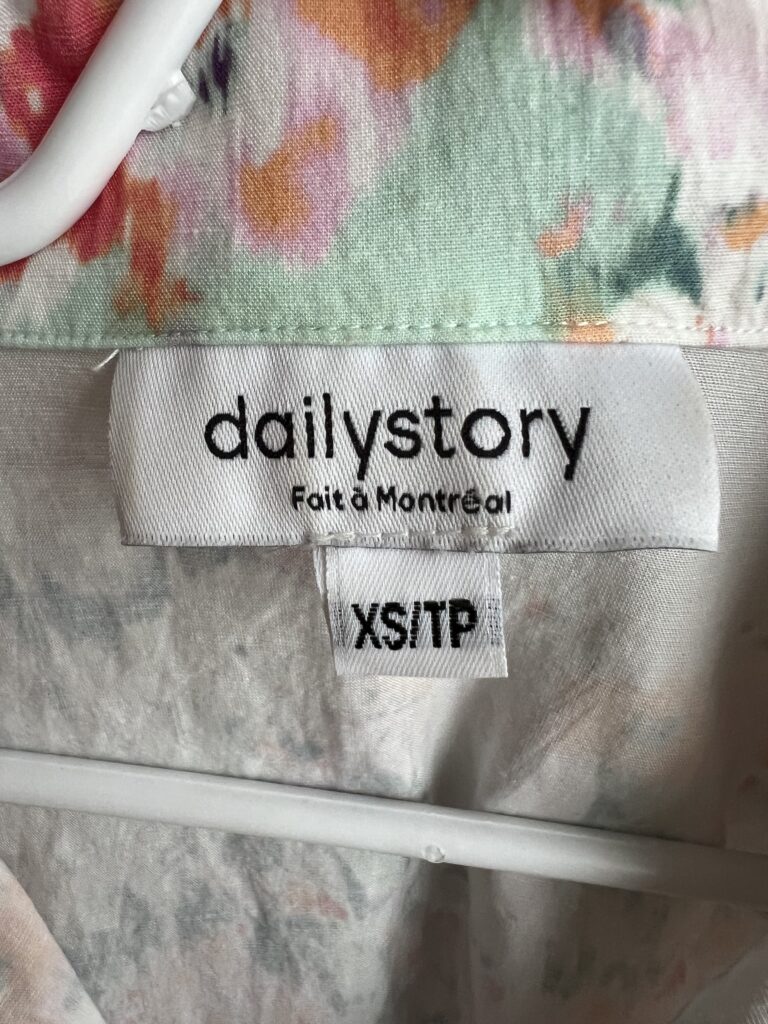 dailystory
Fait à Montréal
XS/TP